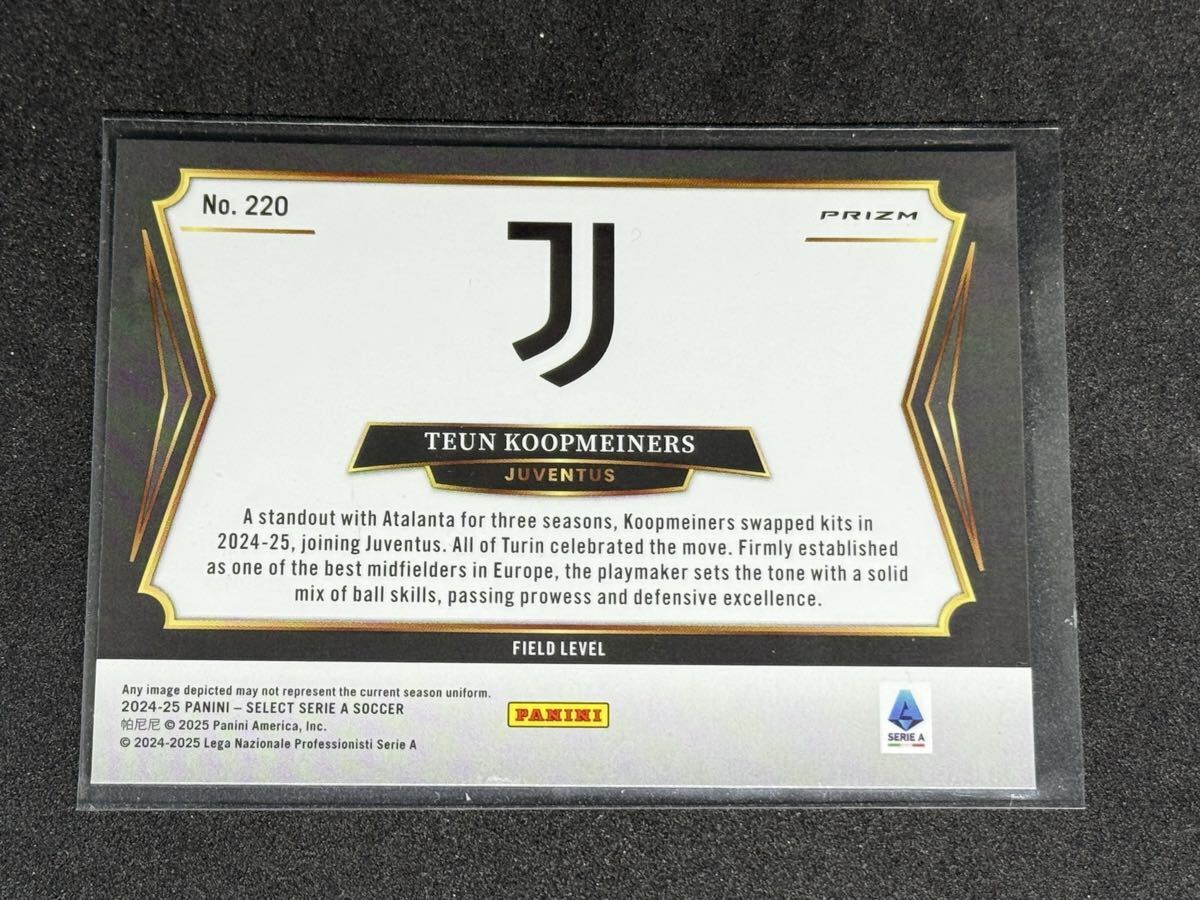 No. 220
PRIZM
TEUN KOOPMEINERS
JUVENTUS
A standout with Atalanta for three seasons, Koopmeiners swapped kits in
2024-25, joining Juventus. All of Turin celebrated the move. Firmly established
as one of the best midfielders in Europe, the playmaker sets the tone with a solid
mix of ball skills, passing prowess and defensive excellence.
FIELD LEVEL
Any image depicted may not represent the current season uniform.
2024-25 PANINI – SELECT SERIE A SOCCER
帕尼尼 © 2025 Panini America, Inc.
© 2024-2025 Lega Nazionale Professionisti Serie A
PANINI
SERIE A